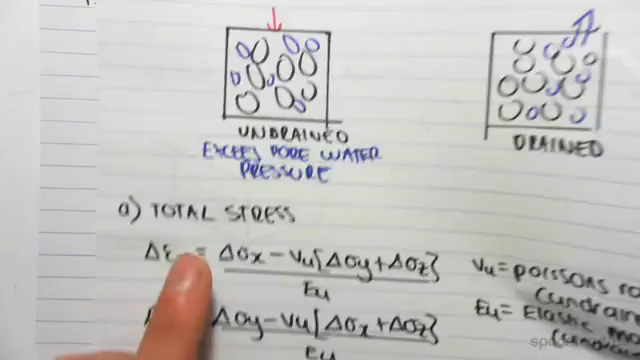 UNDRAINED
EXCESS PORE WATER
PRESSURE
DRAINED
a) TOTAL STRESS
Δε = Δσx - νu{Δσy + Δσz}
Eu
νu = POISSONS
(UNDRAINED
Eu = ELASTIC
Δσy - νu{Δσx + Δσz}
Eu